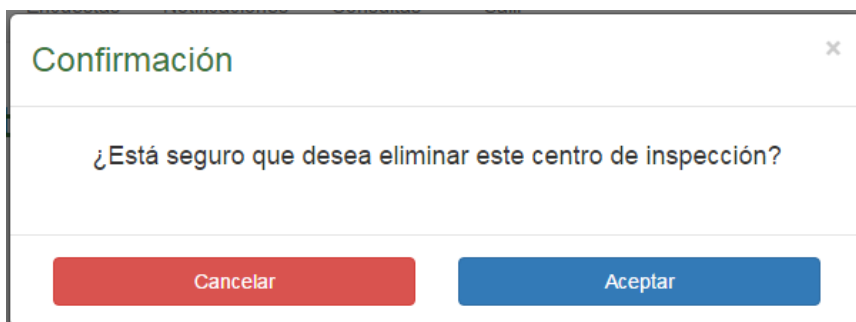 Confirmación
×
¿Está seguro que desea eliminar este centro de inspección?
Cancelar
Aceptar